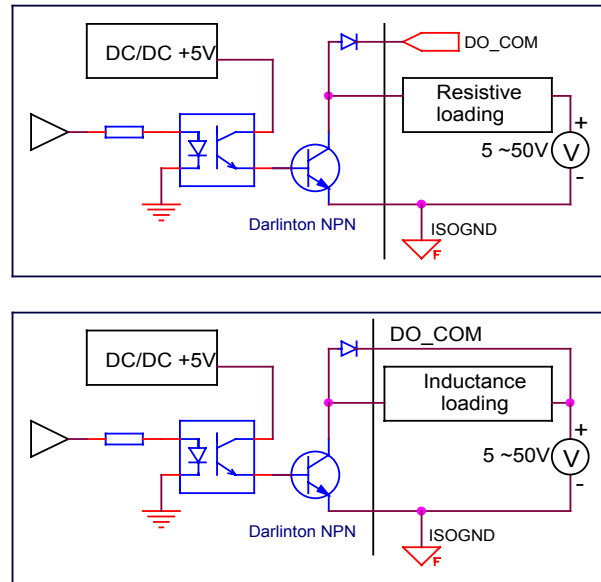 DC/DC +5V
DO_COM
Resistive
loading
+
5 ~50V
V
-
Darlinton NPN
ISOGND
F
DC/DC +5V
DO_COM
Inductance
loading
+
5 ~50V
V
-
Darlinton NPN
ISOGND
F